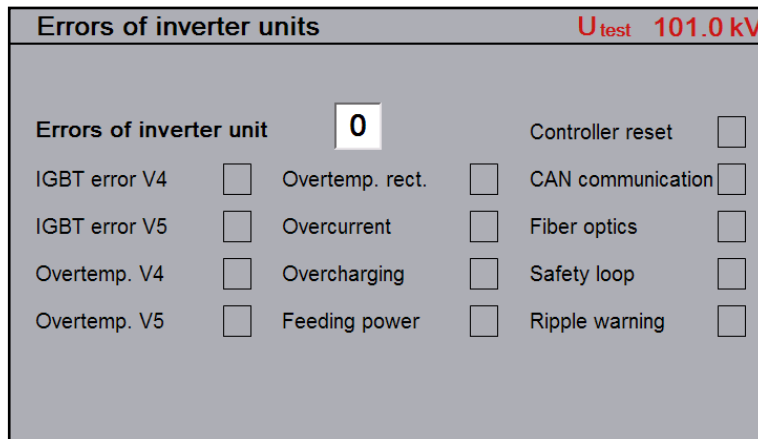 Errors of inverter units U test 101.0 kV
Errors of inverter unit 0 Controller reset
IGBT error V4 Overtemp. rect. CAN communication
IGBT error V5 Overcurrent Fiber optics
Overtemp. V4 Overcharging Safety loop
Overtemp. V5 Feeding power Ripple warning